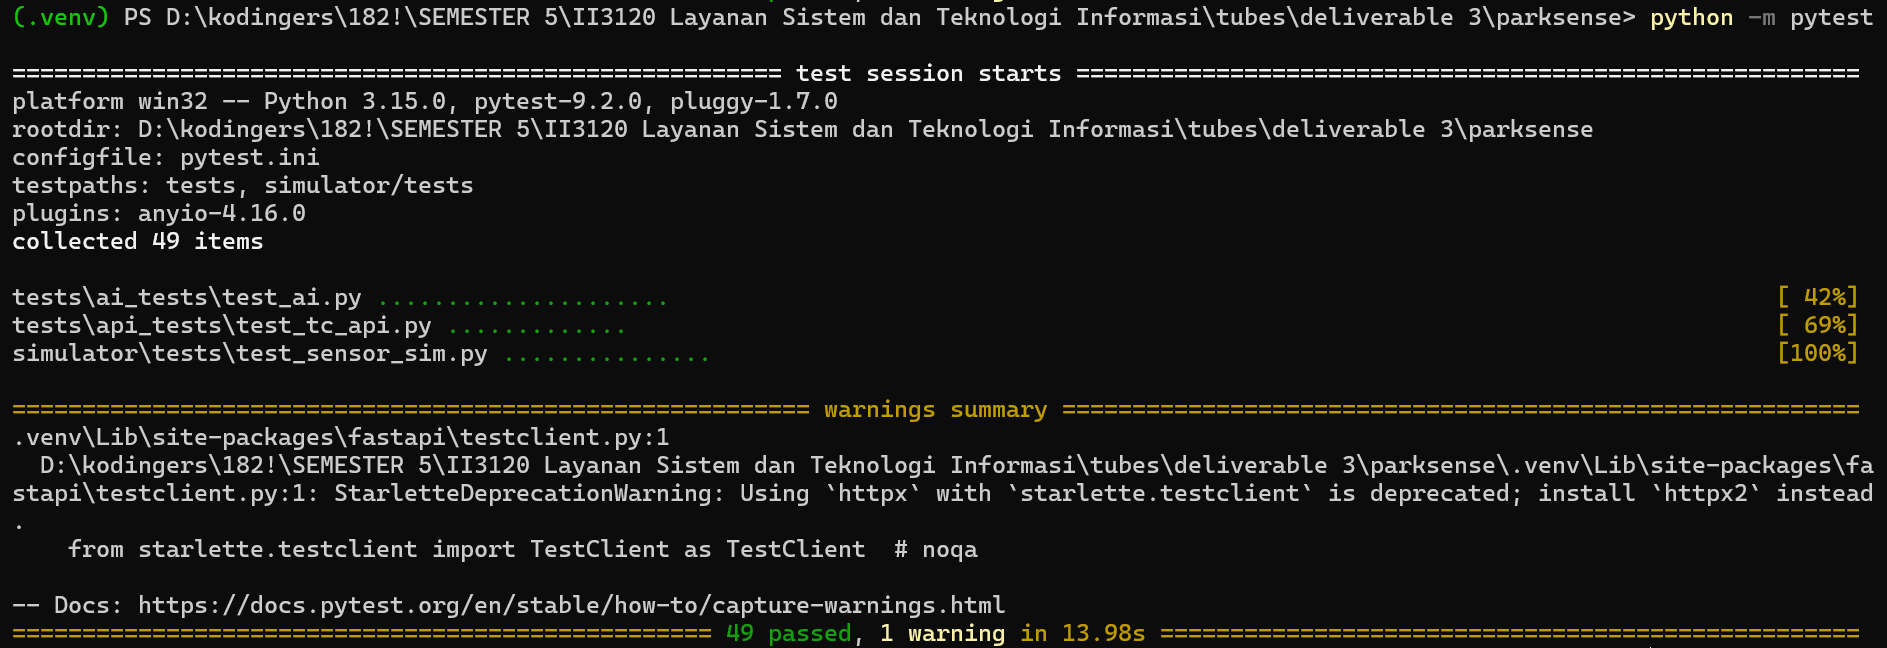 (.venv) PS D:\kodingers\182!\SEMESTER 5\II3120 Layanan Sistem dan Teknologi Informasi\tubes\deliverable 3\parksense> python -m pytest
======================================================= test session starts ========================================================
platform win32 -- Python 3.15.0, pytest-9.2.0, pluggy-1.7.0
rootdir: D:\kodingers\182!\SEMESTER 5\II3120 Layanan Sistem dan Teknologi Informasi\tubes\deliverable 3\parksense
configfile: pytest.ini
testpaths: tests, simulator/tests
plugins: anyio-4.16.0
collected 49 items
tests\ai_tests\test_ai.py ..................... [ 42%]
tests\api_tests\test_tc_api.py ............. [ 69%]
simulator\tests\test_sensor_sim.py ............... [100%]
========================================================= warnings summary =========================================================
.venv\Lib\site-packages\fastapi\testclient.py:1
  D:\kodingers\182!\SEMESTER 5\II3120 Layanan Sistem dan Teknologi Informasi\tubes\deliverable 3\parksense\.venv\Lib\site-packages\fa
stapi\testclient.py:1: StarletteDeprecationWarning: Using `httpx` with `starlette.testclient` is deprecated; install `httpx2` instead
.
    from starlette.testclient import TestClient as TestClient  # noqa
-- Docs: https://docs.pytest.org/en/stable/how-to/capture-warnings.html
================================================== 49 passed, 1 warning in 13.98s ==================================================